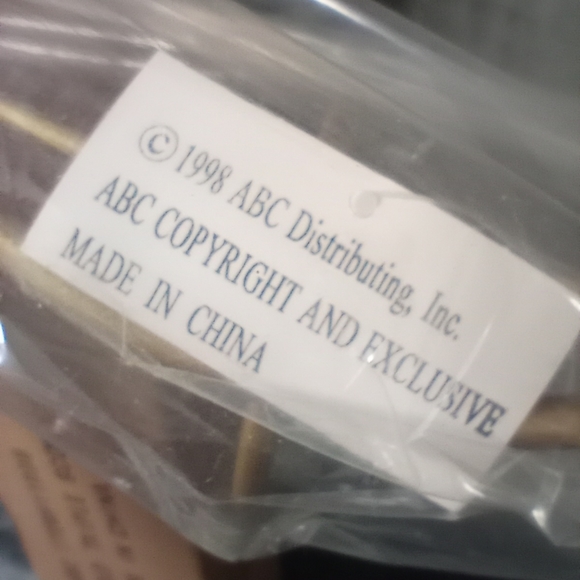 © 1998 ABC Distributing, Inc.
ABC COPYRIGHT AND EXCLUSIVE
MADE IN CHINA